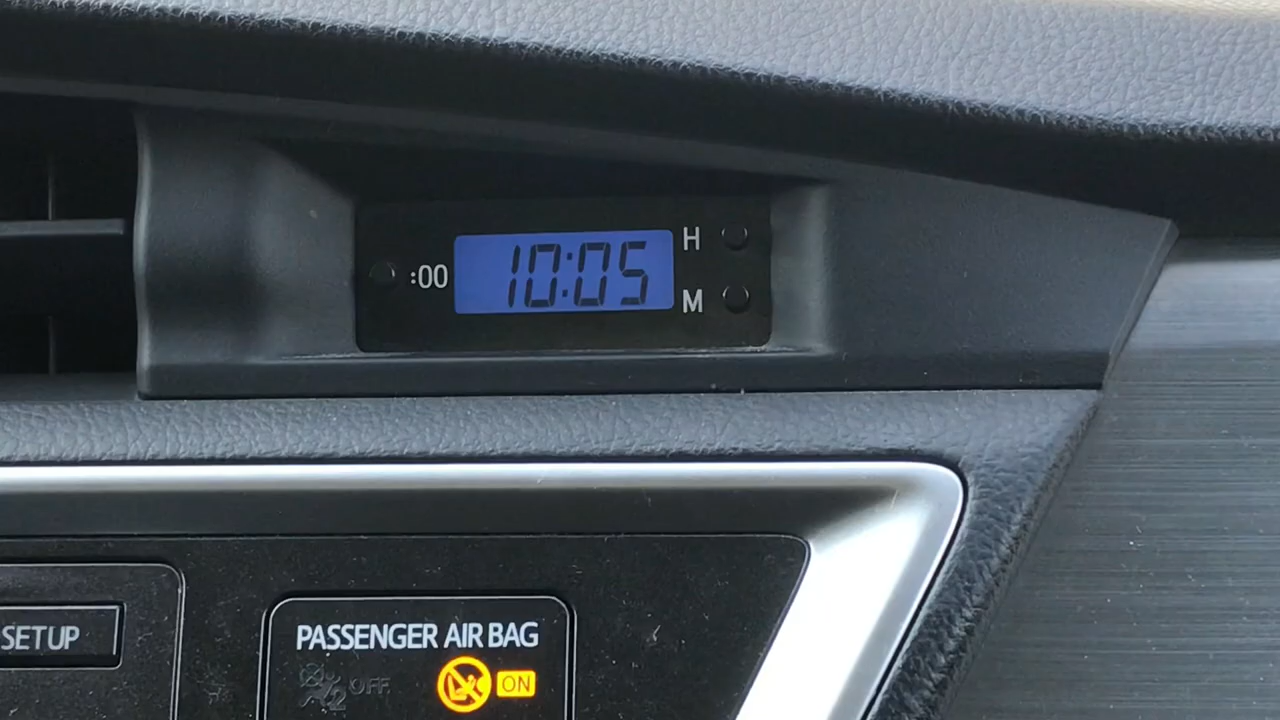 :00 10:05 H
M
SETUP
PASSENGER AIR BAG
OFF ON